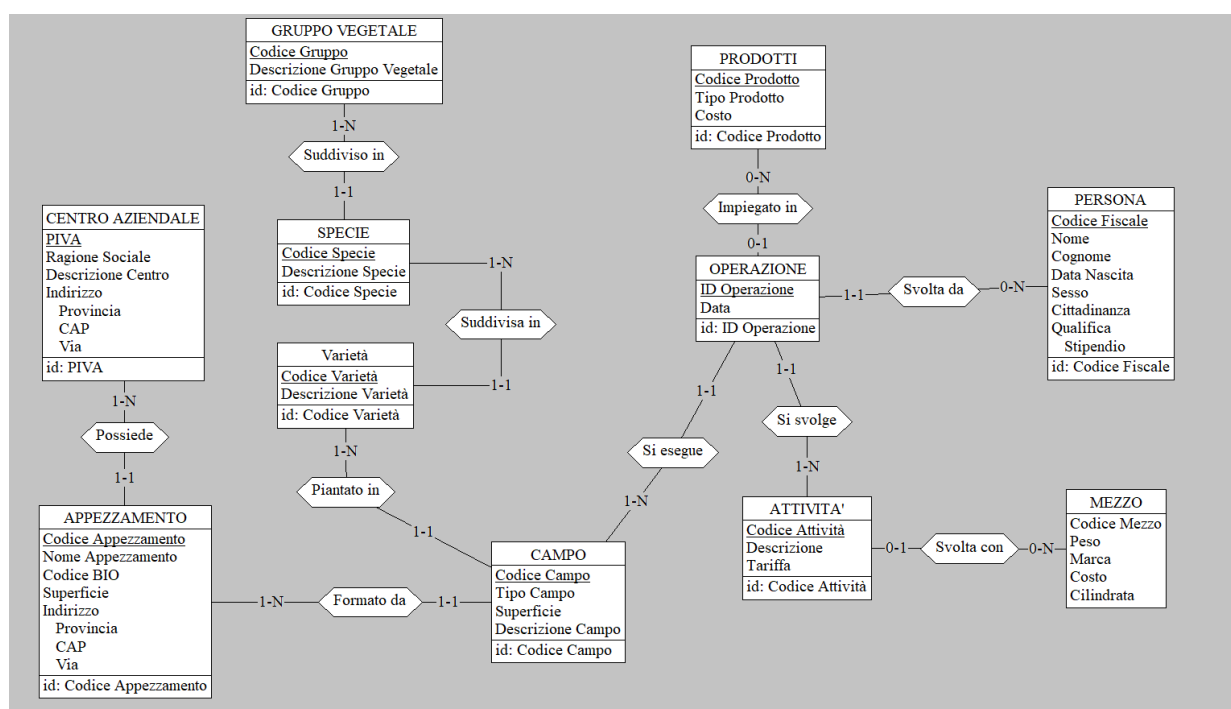 GRUPPO VEGETALE
Codice Gruppo
Descrizione Gruppo Vegetale
id: Codice Gruppo
1-N
Suddiviso in
1-1
SPECIE
Codice Specie
Descrizione Specie
id: Codice Specie
1-N
Suddivisa in
1-1
Varietà
Codice Varietà
Descrizione Varietà
id: Codice Varietà
1-N
Piantato in
1-1
CENTRO AZIENDALE
PIVA
Ragione Sociale
Descrizione Centro
Indirizzo
Provincia
CAP
Via
id: PIVA
1-N
Possiede
1-1
APPEZZAMENTO
Codice Appezzamento
Nome Appezzamento
Codice BIO
Superficie
Indirizzo
Provincia
CAP
Via
id: Codice Appezzamento
1-N
Formato da
1-1
CAMPO
Codice Campo
Tipo Campo
Superficie
Descrizione Campo
id: Codice Campo
1-N
Si esegue
1-1
PRODOTTI
Codice Prodotto
Tipo Prodotto
Costo
id: Codice Prodotto
0-N
Impiegato in
0-1
OPERAZIONE
ID Operazione
Data
id: ID Operazione
1-1
Svolta da
0-N
PERSONA
Codice Fiscale
Nome
Cognome
Data Nascita
Sesso
Cittadinanza
Qualifica
Stipendio
id: Codice Fiscale
1-1
Si svolge
1-N
ATTIVITA'
Codice Attività
Descrizione
Tariffa
id: Codice Attività
0-1
Svolta con
0-N
MEZZO
Codice Mezzo
Peso
Marca
Costo
Cilindrata